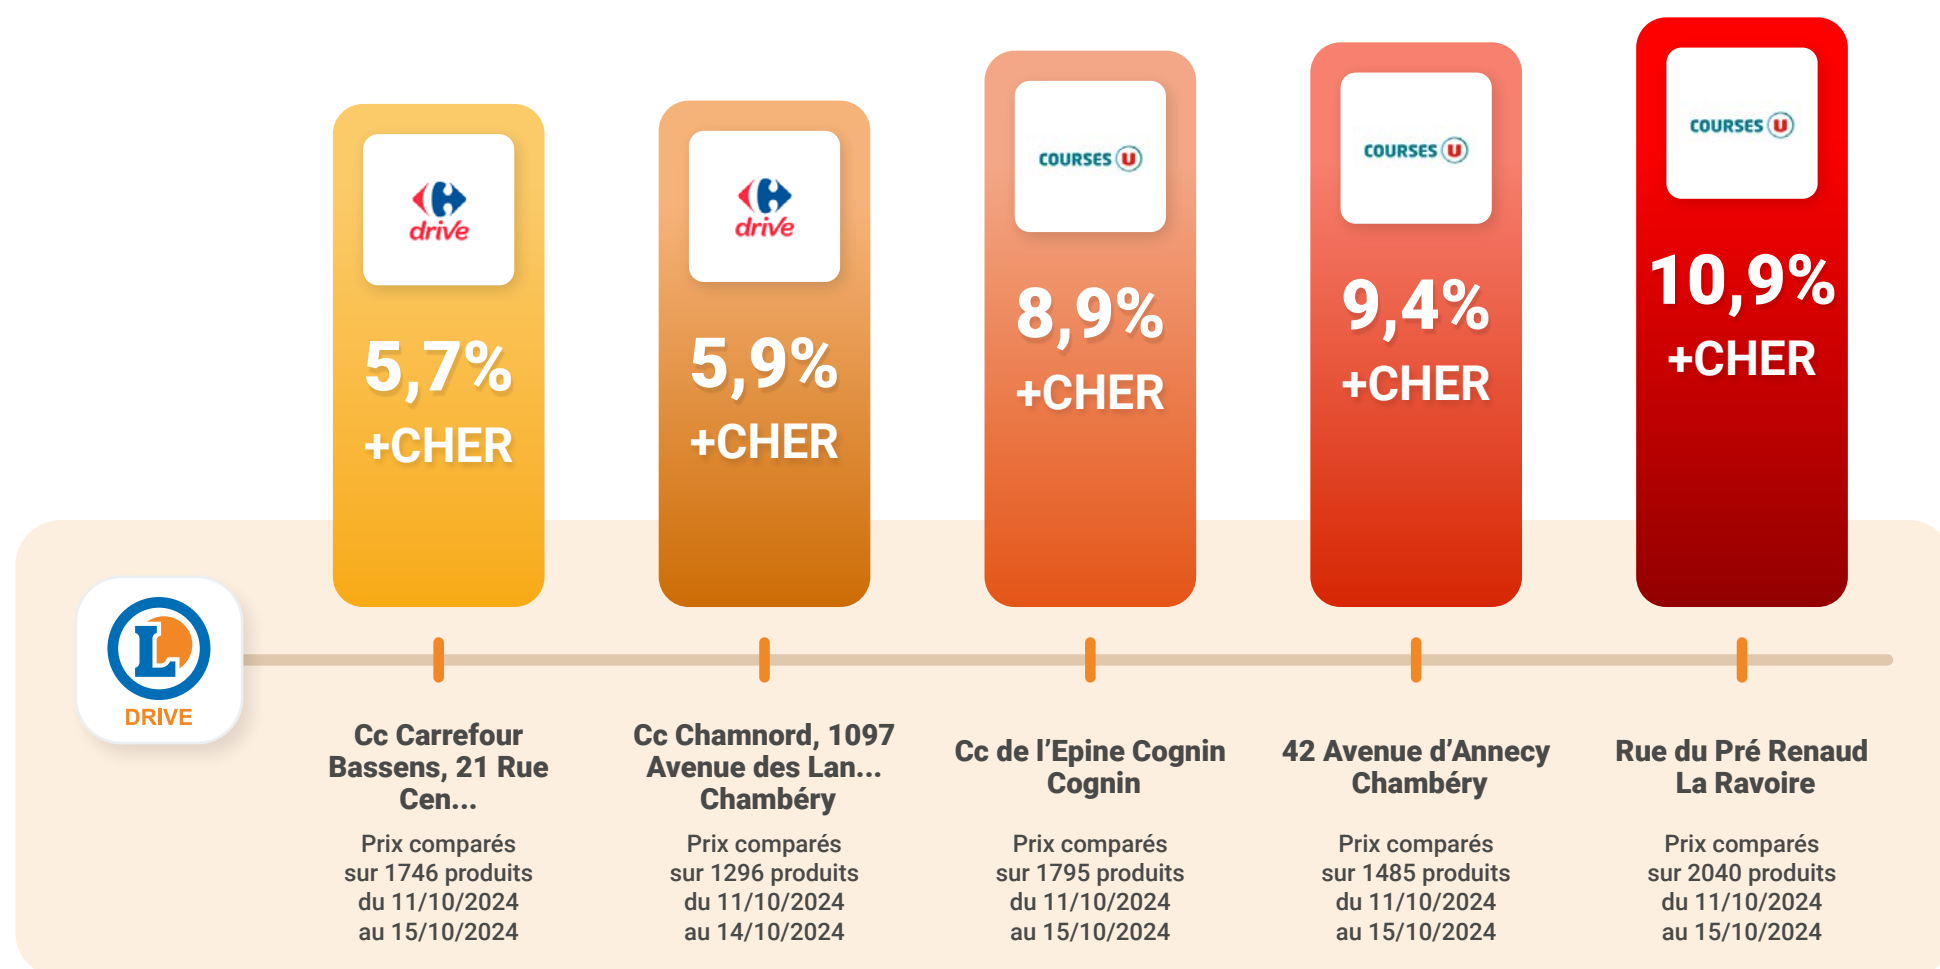 drive
5,7%
+CHER
drive
5,9%
+CHER
COURSES U
8,9%
+CHER
COURSES U
9,4%
+CHER
COURSES U
10,9%
+CHER
L
DRIVE
Cc Carrefour
Bassens, 21 Rue
Cen...
Prix comparés
sur 1746 produits
du 11/10/2024
au 15/10/2024
Cc Chamnord, 1097
Avenue des Lan...
Chambéry
Prix comparés
sur 1296 produits
du 11/10/2024
au 14/10/2024
Cc de l’Epine Cognin
Cognin
Prix comparés
sur 1795 produits
du 11/10/2024
au 15/10/2024
42 Avenue d’Annecy
Chambéry
Prix comparés
sur 1485 produits
du 11/10/2024
au 15/10/2024
Rue du Pré Renaud
La Ravoire
Prix comparés
sur 2040 produits
du 11/10/2024
au 15/10/2024